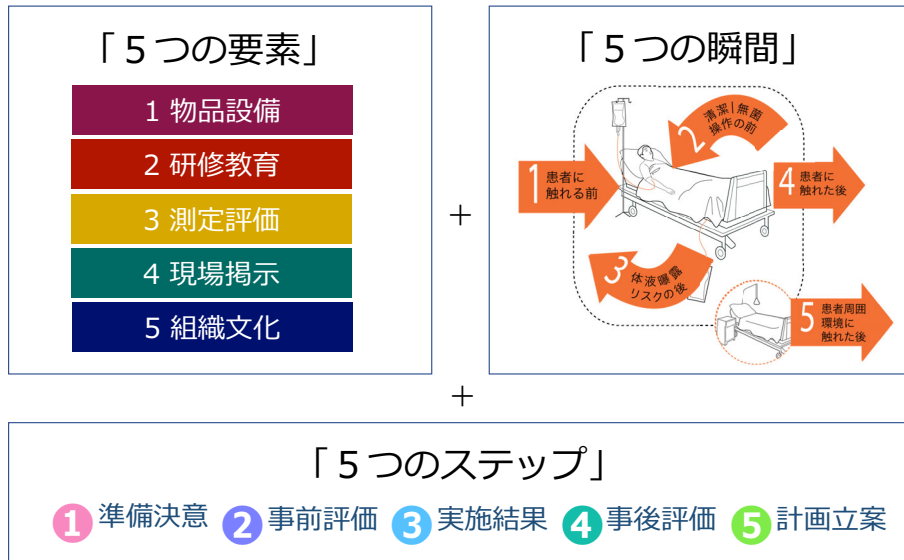 「５つの要素」
1 物品設備
2 研修教育
3 測定評価
4 現場掲示
5 組織文化
+
「５つの瞬間」
1 患者に
触れる前
2 清潔|無菌
操作の前
3 体液曝露
リスクの後
4 患者に
触れた後
5 患者周囲
環境に
触れた後
+
「５つのステップ」
1 準備決意 2 事前評価 3 実施結果 4 事後評価 5 計画立案